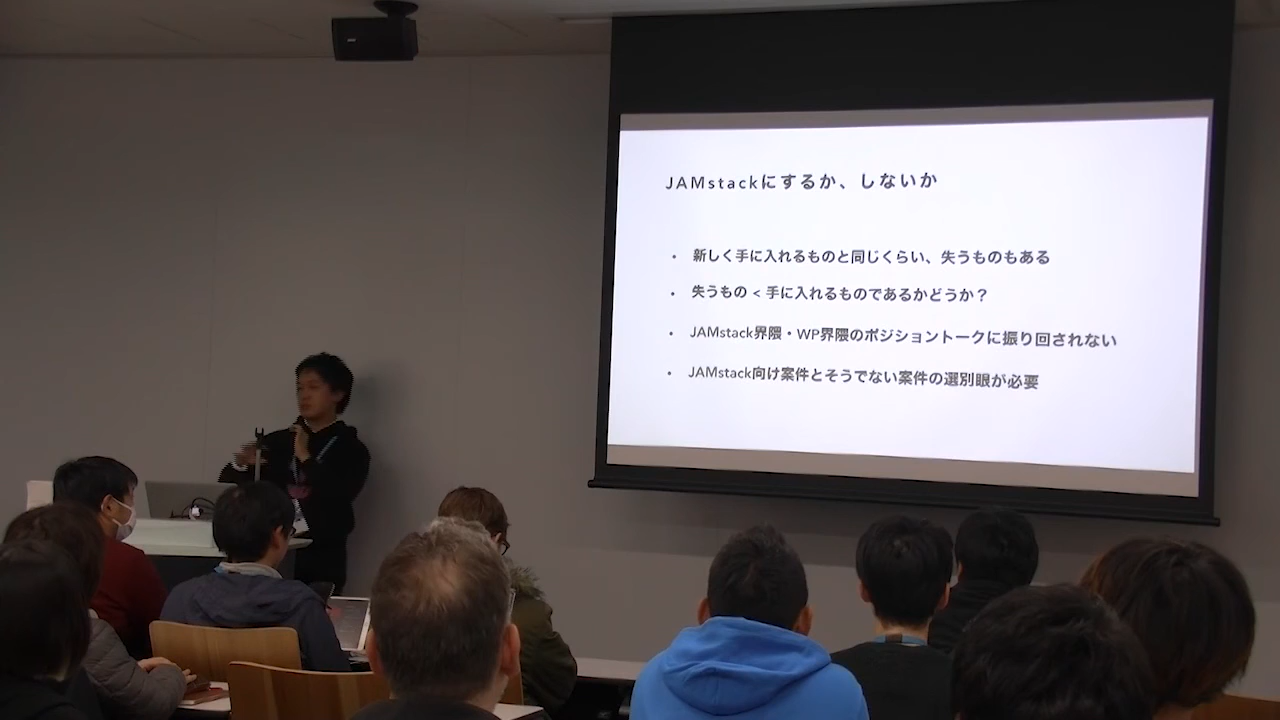 JAMstackにするか、しないか
・ 新しく手に入れるものと同じくらい、失うものもある
・ 失うもの < 手に入れるものであるかどうか？
・ JAMstack界隈・WP界隈のポジショントークに振り回されない
・ JAMstack向け案件とそうでない案件の選別眼が必要